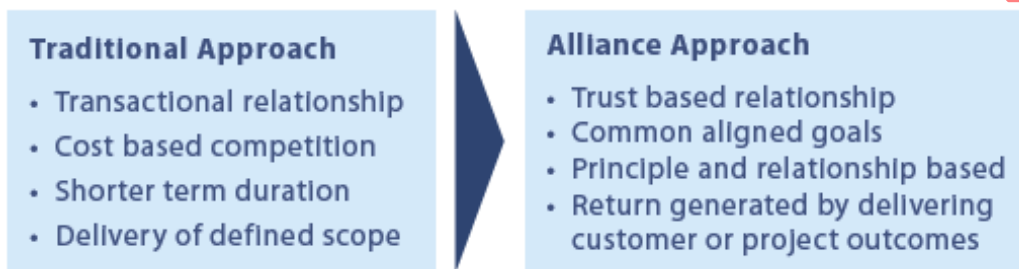 Traditional Approach
• Transactional relationship
• Cost based competition
• Shorter term duration
• Delivery of defined scope
Alliance Approach
• Trust based relationship
• Common aligned goals
• Principle and relationship based
• Return generated by delivering
customer or project outcomes